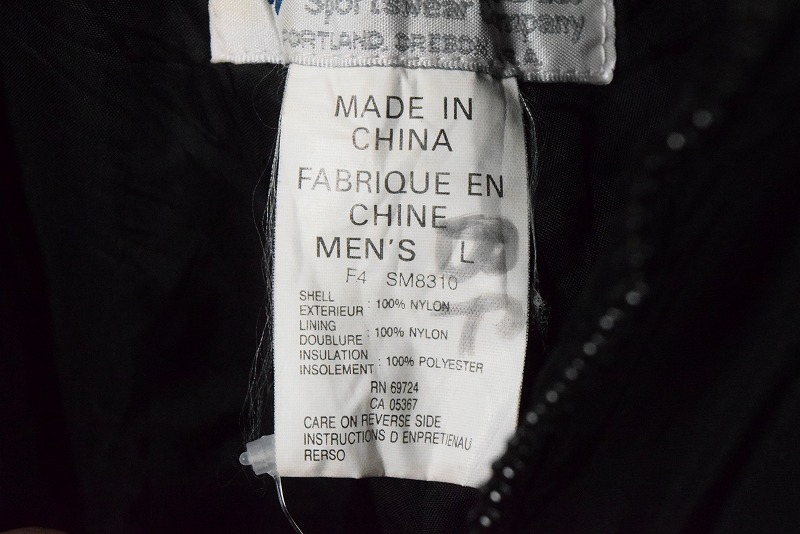 Sportswear Company
PORTLAND, OREGON U.S.A.
MADE IN
CHINA
FABRIQUE EN
CHINE
MEN'S L
F4 SM8310
SHELL
EXTERIEUR : 100% NYLON
LINING
DOUBLURE : 100% NYLON
INSULATION
INSOLEMENT : 100% POLYESTER
RN 69724
CA 05367
CARE ON REVERSE SIDE
INSTRUCTIONS D ENPRETIENAU
RERSO